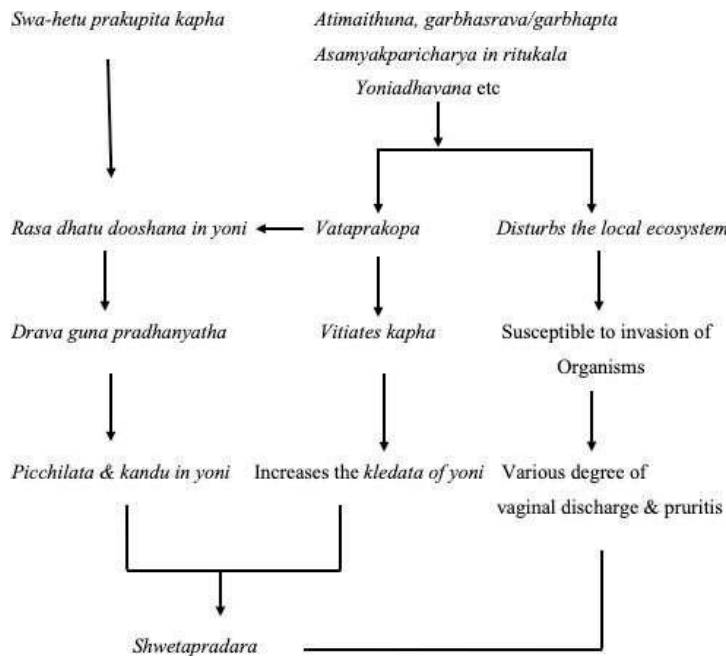 Swa-hetu prakupita kapha
Atimaithuna, garbhasrava/garbhapta
Asamyakparicharya in ritukala
Yoniadhavana etc
Rasa dhatu dooshana in yoni
Vataprakopa
Disturbs the local ecosystem
Drava guna pradhanyatha
Vitiates kapha
Susceptible to invasion of
Organisms
Picchilata & kandu in yoni
Increases the kledata of yoni
Various degree of
vaginal discharge & pruritis
Shwetapradara